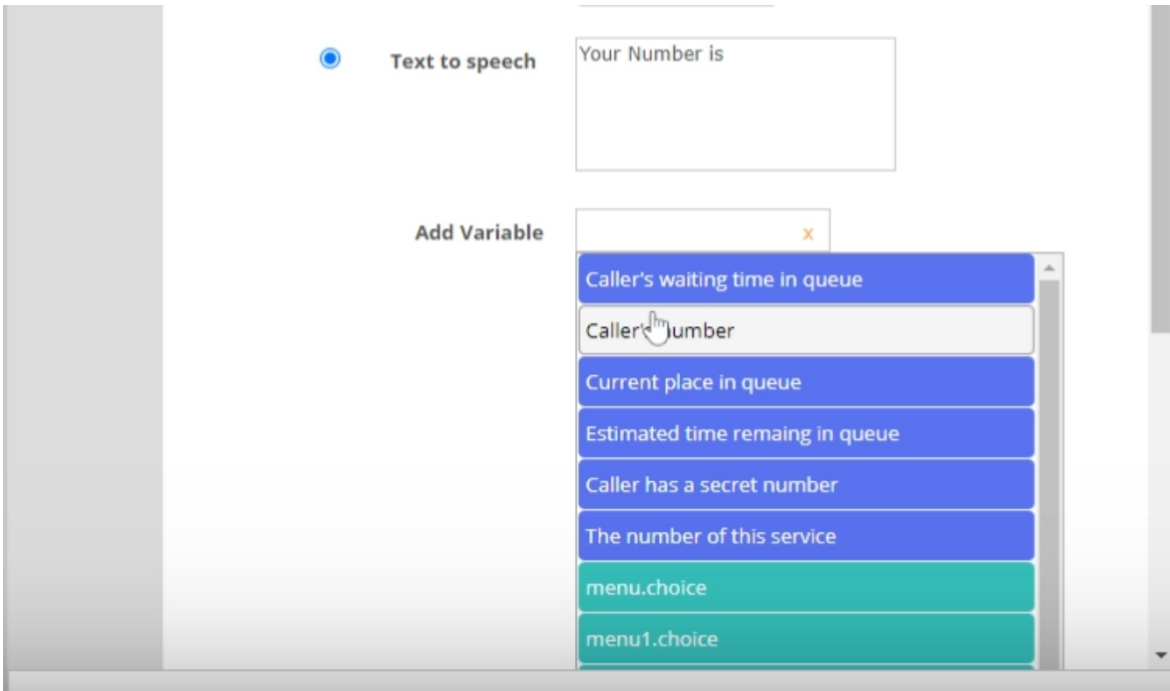 Text to speech
Your Number is
Add Variable
x
Caller's waiting time in queue
Caller's number
Current place in queue
Estimated time remaing in queue
Caller has a secret number
The number of this service
menu.choice
menu1.choice